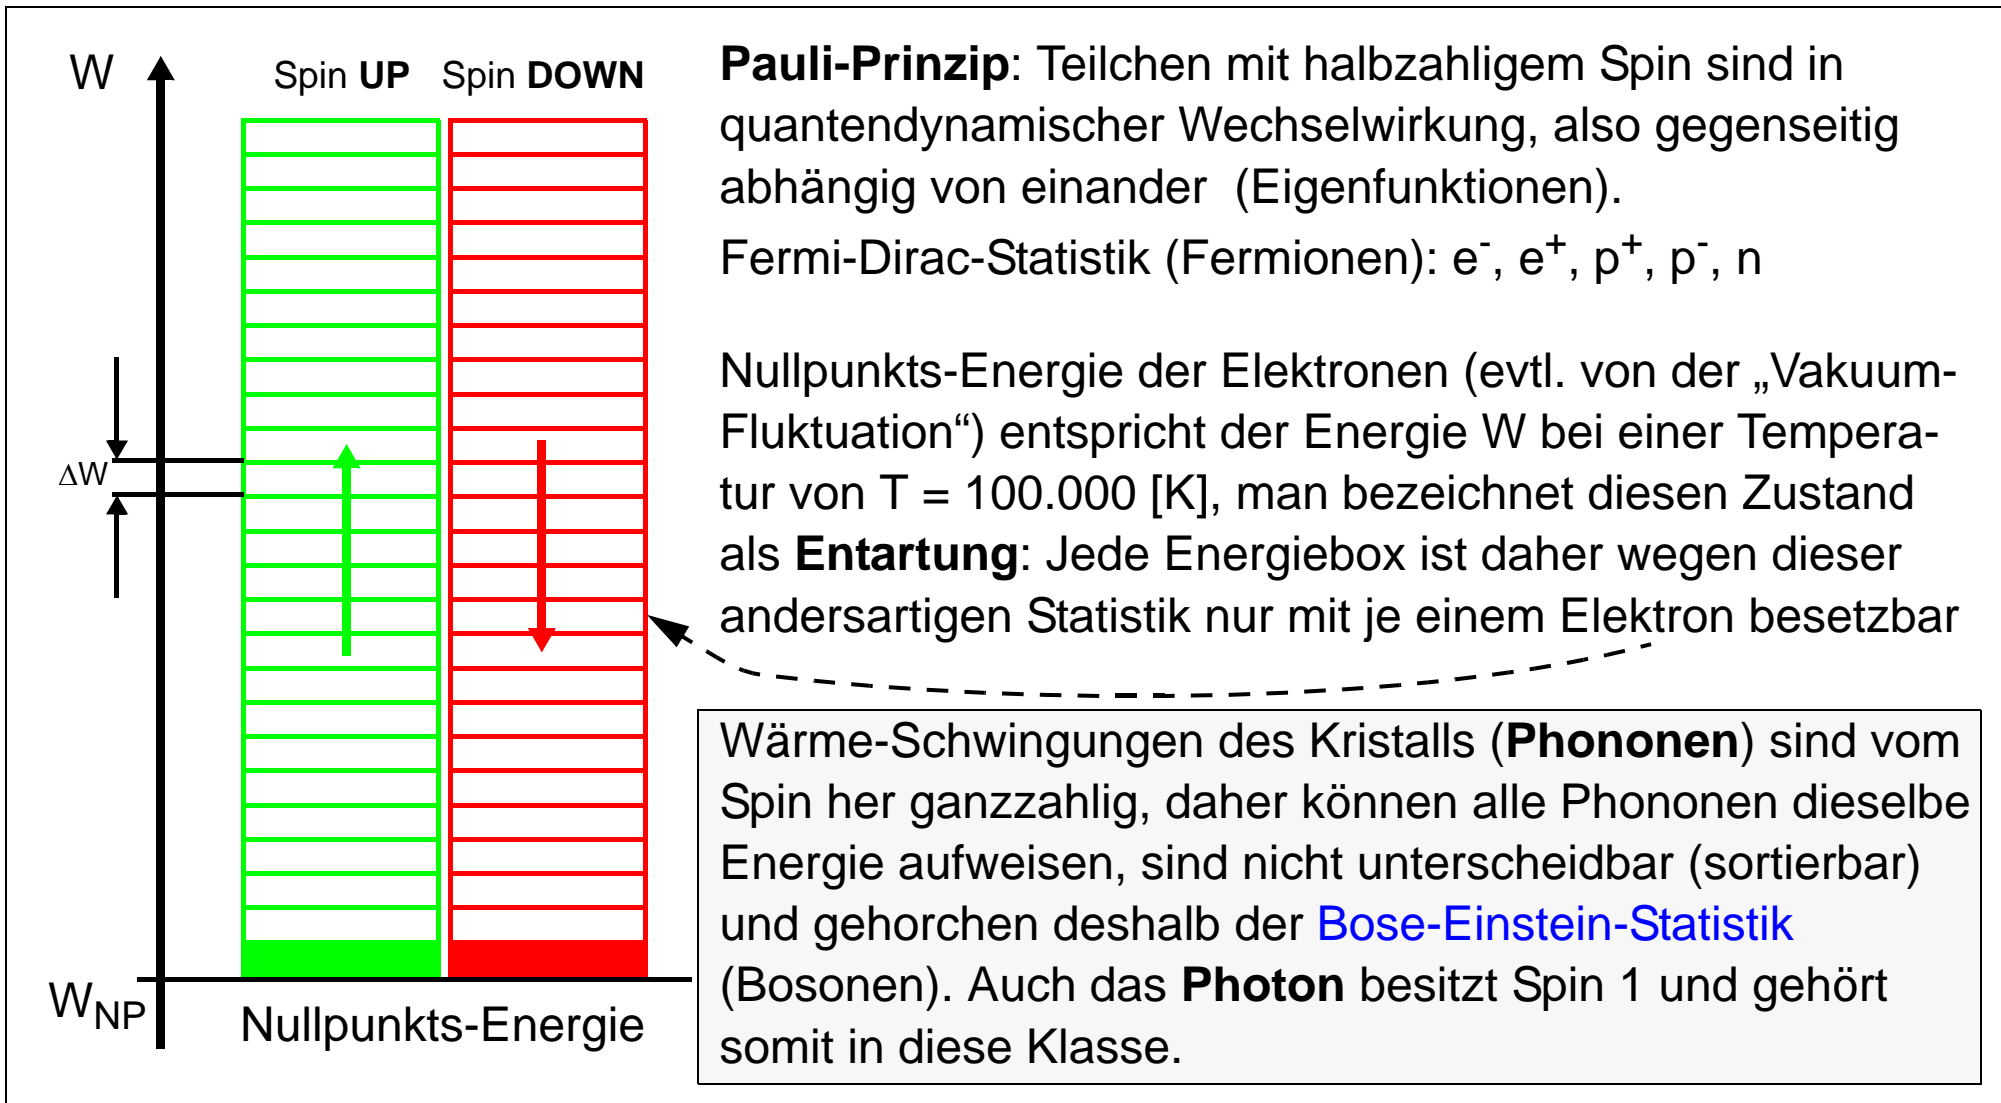 W
Spin UP
Spin DOWN
ΔW
W_NP
Nullpunkts-Energie
Pauli-Prinzip: Teilchen mit halbzahligem Spin sind in
quantendynamischer Wechselwirkung, also gegenseitig
abhängig von einander (Eigenfunktionen).
Fermi-Dirac-Statistik (Fermionen): e⁻, e⁺, p⁺, p⁻, n
Nullpunkts-Energie der Elektronen (evtl. von der „Vakuum-
Fluktuation“) entspricht der Energie W bei einer Tempera-
tur von T = 100.000 [K], man bezeichnet diesen Zustand
als Entartung: Jede Energiebox ist daher wegen dieser
andersartigen Statistik nur mit je einem Elektron besetzbar
Wärme-Schwingungen des Kristalls (Phononen) sind vom
Spin her ganzzahlig, daher können alle Phononen dieselbe
Energie aufweisen, sind nicht unterscheidbar (sortierbar)
und gehorchen deshalb der Bose-Einstein-Statistik
(Bosonen). Auch das Photon besitzt Spin 1 und gehört
somit in diese Klasse.